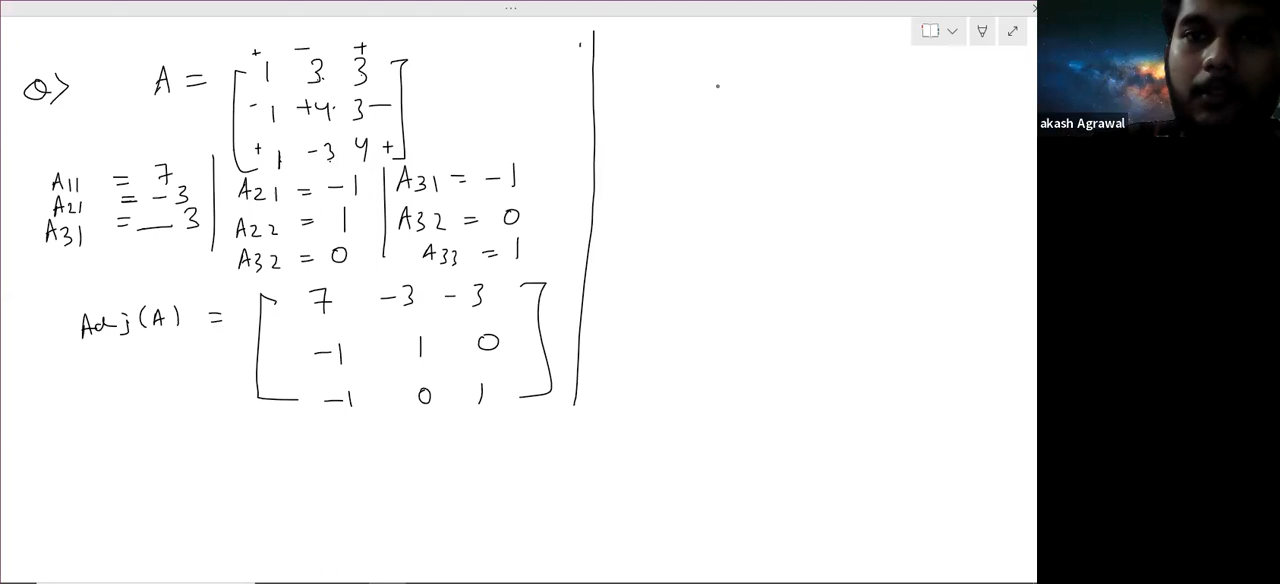 Q> A = [ 1 3 3
- 1 +4 3 -
+ 1 - 3 4 + ]
+ - +
A11 = 7
A21 = -3
A31 = - 3
A21 = -1
A22 = 1
A32 = 0
A31 = -1
A32 = 0
A33 = 1
Adj(A) = [ 7 -3 -3
-1 1 0
-1 0 1 ]
akash Agrawal